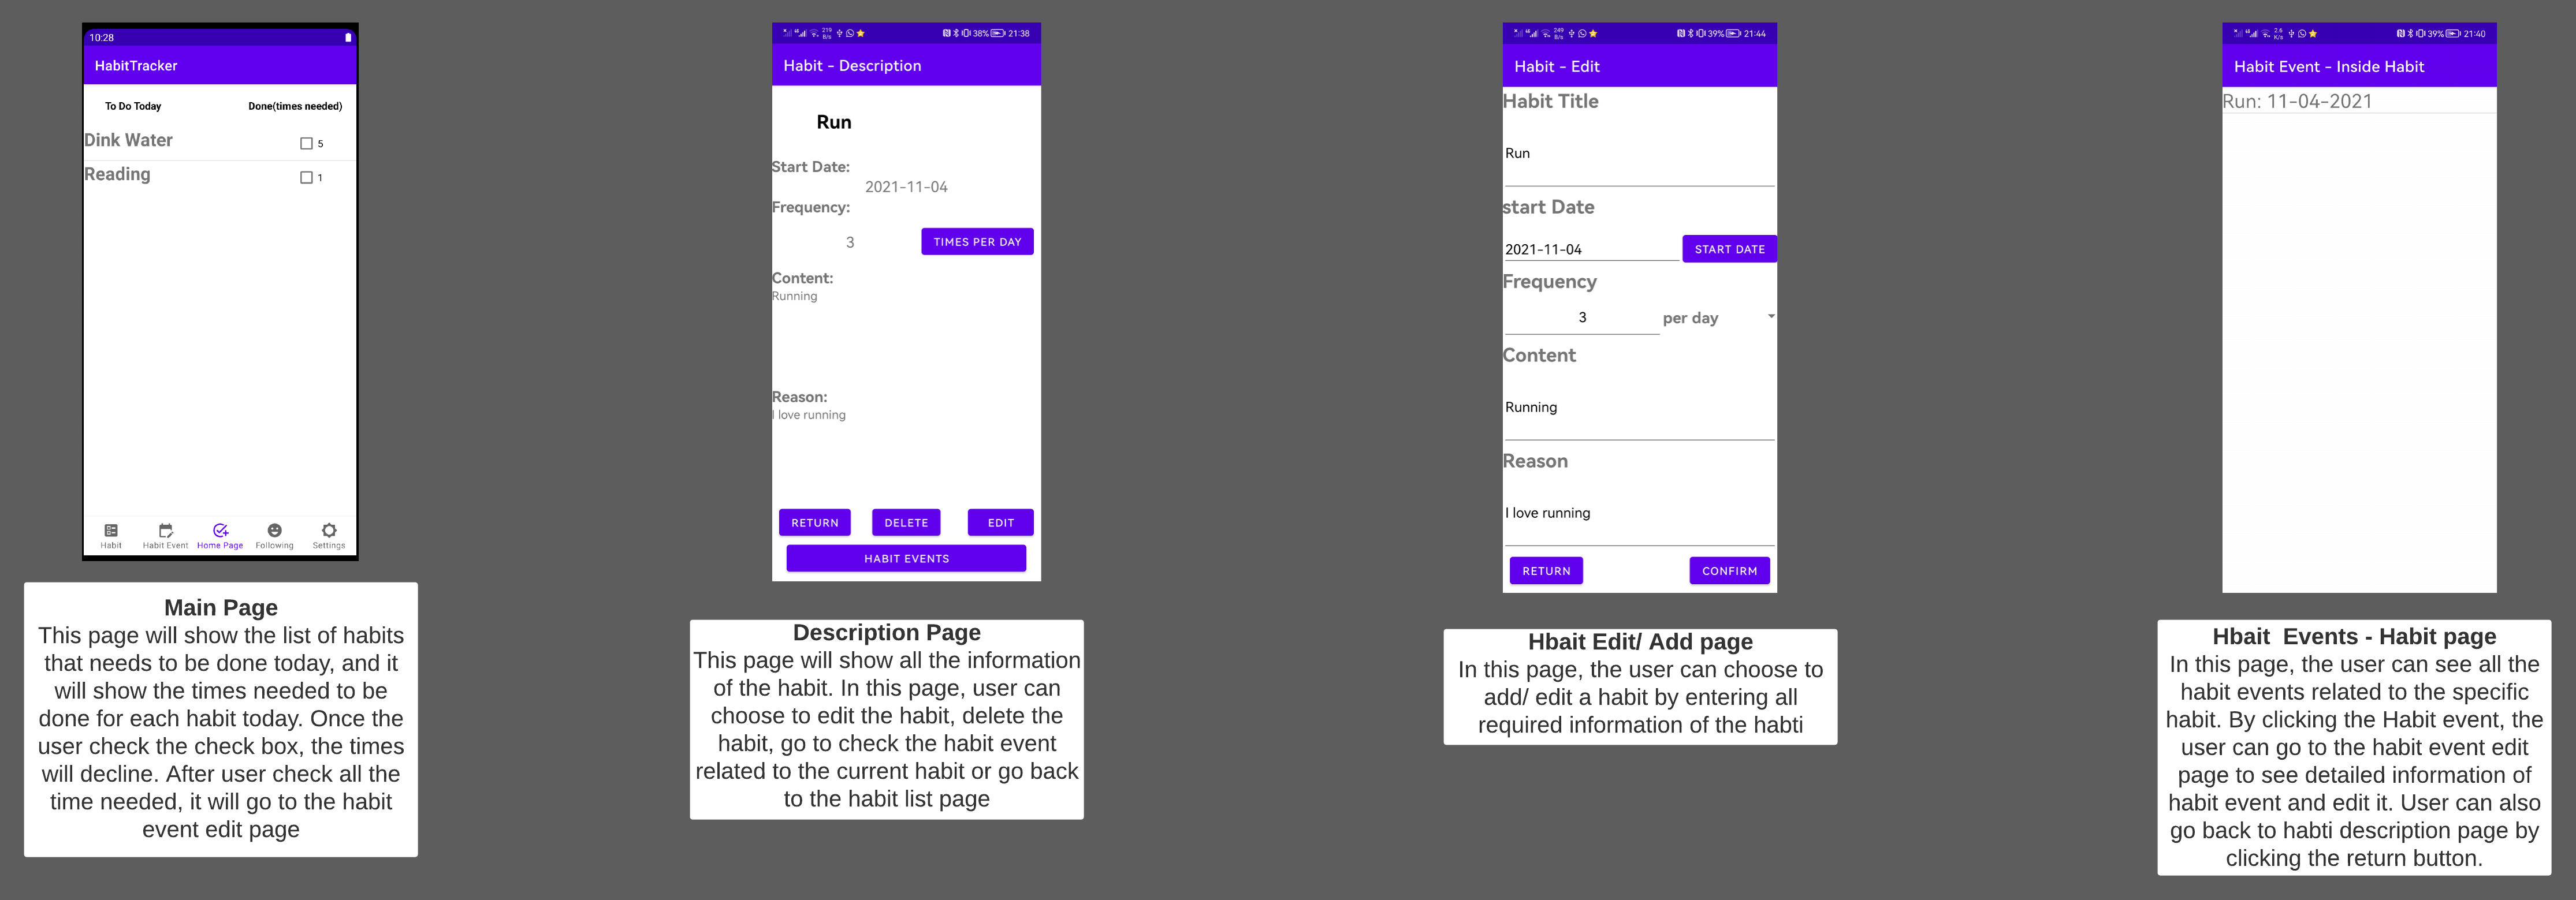 10:28
HabitTracker
To Do Today Done(times needed)
Dink Water 5
Reading 1
Habit Habit Event Home Page Following Settings
Main Page
This page will show the list of habits
that needs to be done today, and it
will show the times needed to be
done for each habit today. Once the
user check the check box, the times
will decline. After user check all the
time needed, it will go to the habit
event edit page
219 B/s 38% 21:38
Habit - Description
Run
Start Date:
2021-11-04
Frequency:
3 TIMES PER DAY
Content:
Running
Reason:
I love running
RETURN DELETE EDIT
HABIT EVENTS
Description Page
This page will show all the information
of the habit. In this page, user can
choose to edit the habit, delete the
habit, go to check the habit event
related to the current habit or go back
to the habit list page
249 B/s 39% 21:44
Habit - Edit
Habit Title
Run
start Date
2021-11-04 START DATE
Frequency
3 per day
Content
Running
Reason
I love running
RETURN CONFIRM
Hbait Edit/ Add page
In this page, the user can choose to
add/ edit a habit by entering all
required information of the habti
2.6 K/s 39% 21:40
Habit Event - Inside Habit
Run: 11-04-2021
Hbait  Events - Habit page
In this page, the user can see all the
habit events related to the specific
habit. By clicking the Habit event, the
user can go to the habit event edit
page to see detailed information of
habit event and edit it. User can also
go back to habti description page by
clicking the return button.